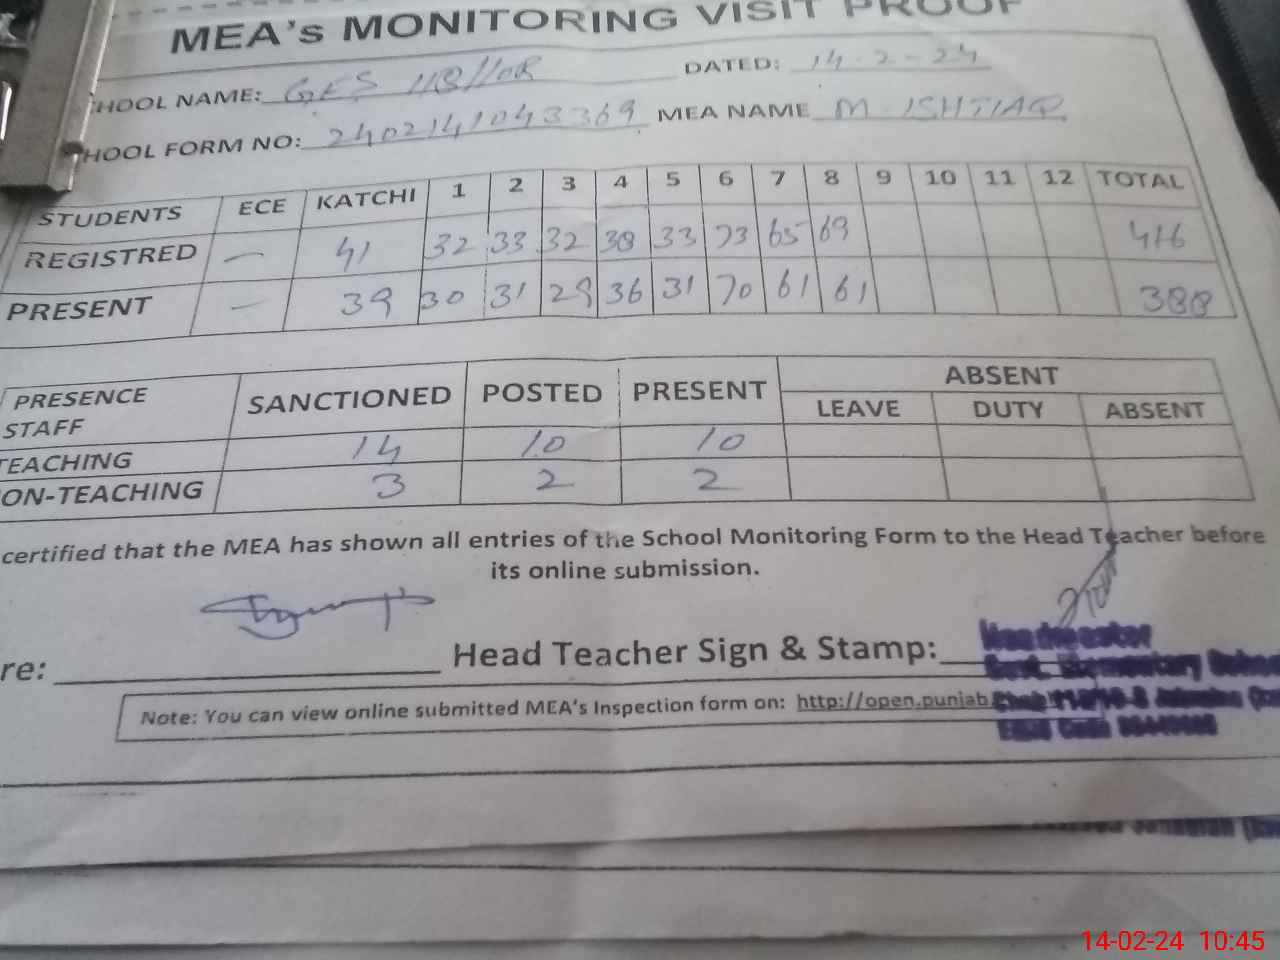 MEA's MONITORING VISIT PROOF
HOOL NAME: GES 118/10R DATED: 14-2-24
HOOL FORM NO: 2402141043369 MEA NAME M. ISHTIAQ
STUDENTS ECE KATCHI 1 2 3 4 5 6 7 8 9 10 11 12 TOTAL
REGISTRED — 41 32 33 32 38 33 73 65 69 416
PRESENT — 39 30 31 29 36 31 70 61 61 388
PRESENCE STAFF SANCTIONED POSTED PRESENT ABSENT
LEAVE DUTY ABSENT
TEACHING 14 10 10
ON-TEACHING 3 2 2
certified that the MEA has shown all entries of the School Monitoring Form to the Head Teacher before
its online submission.
re: Head Teacher Sign & Stamp:
Headmaster
Govt. Elementary School
Note: You can view online submitted MEA's Inspection form on: http://open.punjab.
14-02-24 10:45